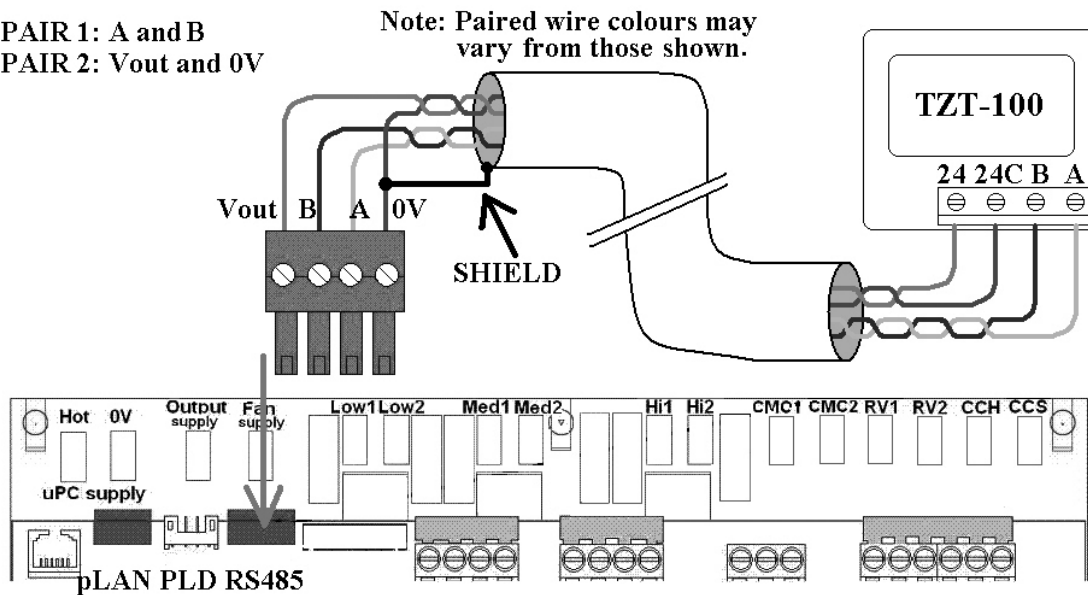 PAIR 1: A and B
PAIR 2: Vout and 0V
Note: Paired wire colours may
vary from those shown.
TZT-100
24 24C B A
Vout B A 0V
SHIELD
Hot 0V Output supply Fan supply Low1 Low2 Med1 Med2 Hi1 Hi2 CMC1 CMC2 RV1 RV2 CCH CCS
uPC supply
pLAN PLD RS485